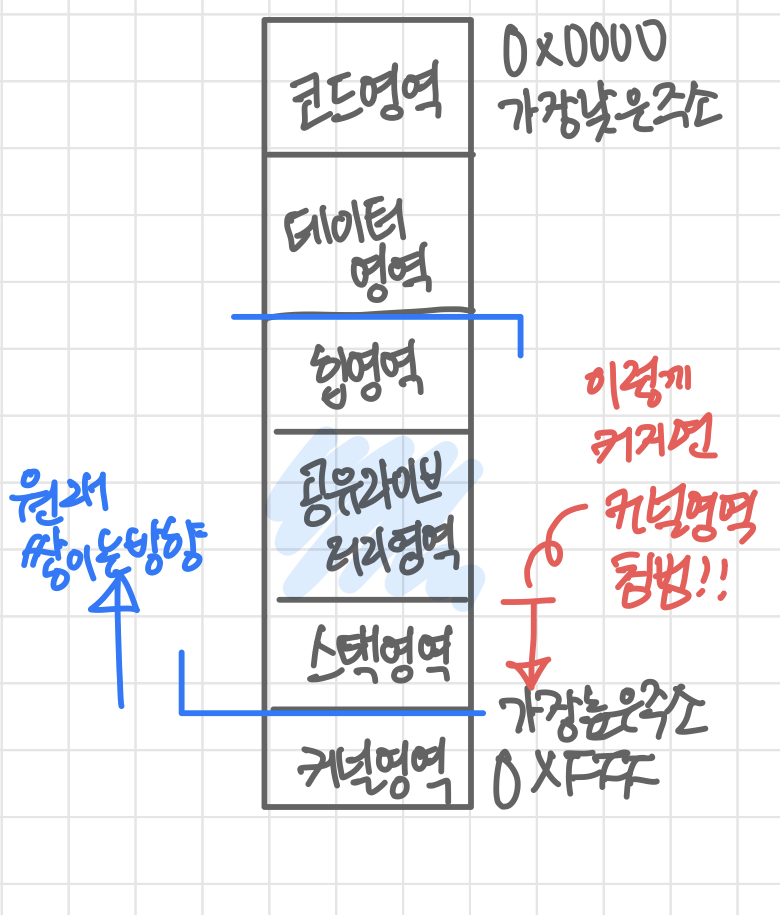 코드영역
0x0000
가장낮은주소
데이터
영역
힙영역
공유라이브
러리영역
스택영역
커널영역
이렇게
커지면
커널영역
침범!!
원래
쌓이는방향
가장높은주소
0XFFF